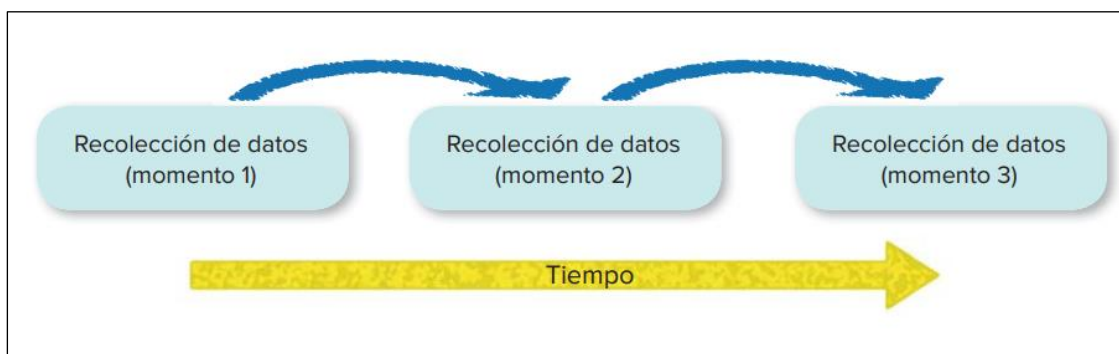 Recolección de datos
(momento 1)
Recolección de datos
(momento 2)
Recolección de datos
(momento 3)
Tiempo